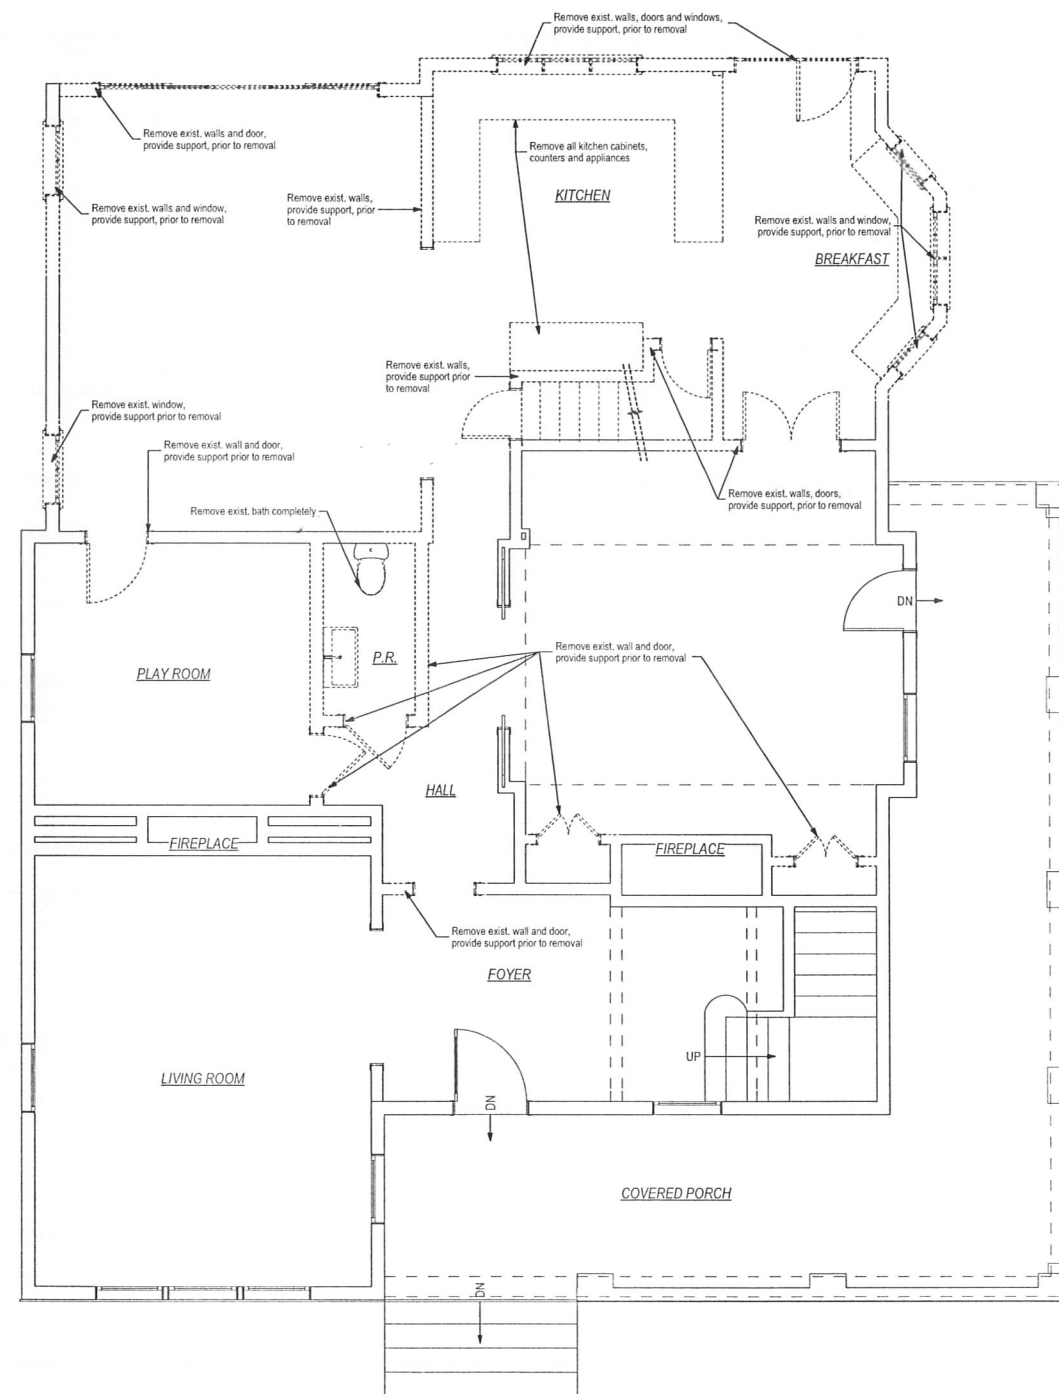 Remove exist. walls, doors and windows,
provide support, prior to removal
Remove exist. walls and door,
provide support, prior to removal
Remove all kitchen cabinets,
counters and appliances
KITCHEN
Remove exist. walls,
provide support, prior
to removal
Remove exist. walls and window,
provide support, prior to removal
Remove exist. walls and window,
provide support, prior to removal
BREAKFAST
Remove exist. walls,
provide support prior
to removal
Remove exist. window,
provide support prior to removal
Remove exist. wall and door,
provide support prior to removal
Remove exist. walls, doors,
provide support, prior to removal
Remove exist. bath completely
DN
Remove exist. wall and door,
provide support prior to removal
P.R.
PLAY ROOM
HALL
FIREPLACE
FIREPLACE
Remove exist. wall and door,
provide support prior to removal
FOYER
UP
LIVING ROOM
DN
COVERED PORCH
DN